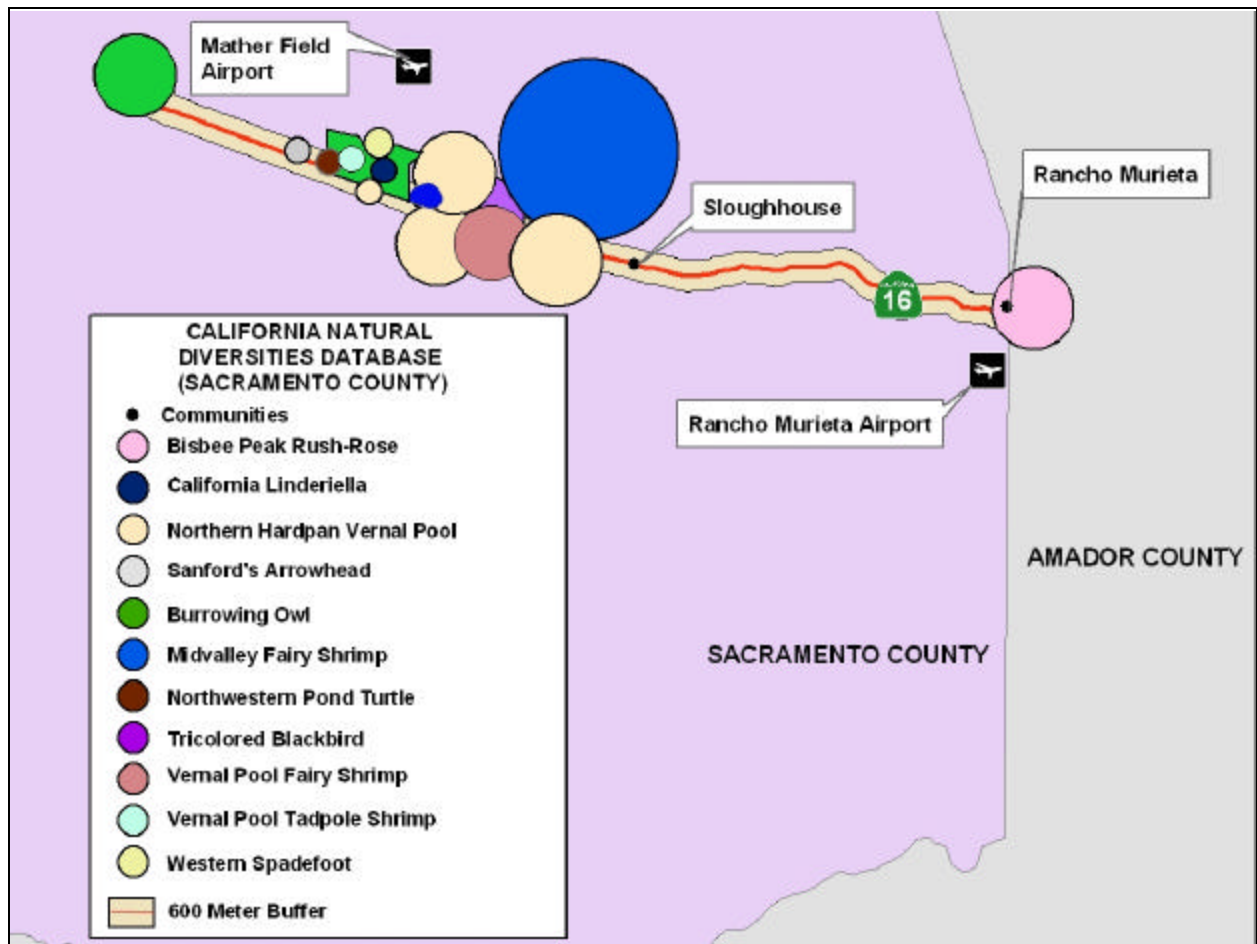 Mather Field
Airport
Rancho Murieta
Sloughhouse
CALIFORNIA
16
Rancho Murieta Airport
CALIFORNIA NATURAL
DIVERSITIES DATABASE
(SACRAMENTO COUNTY)
Communities
Bisbee Peak Rush-Rose
California Linderiella
Northern Hardpan Vernal Pool
Sanford's Arrowhead
Burrowing Owl
Midvalley Fairy Shrimp
Northwestern Pond Turtle
Tricolored Blackbird
Vernal Pool Fairy Shrimp
Vernal Pool Tadpole Shrimp
Western Spadefoot
600 Meter Buffer
AMADOR COUNTY
SACRAMENTO COUNTY